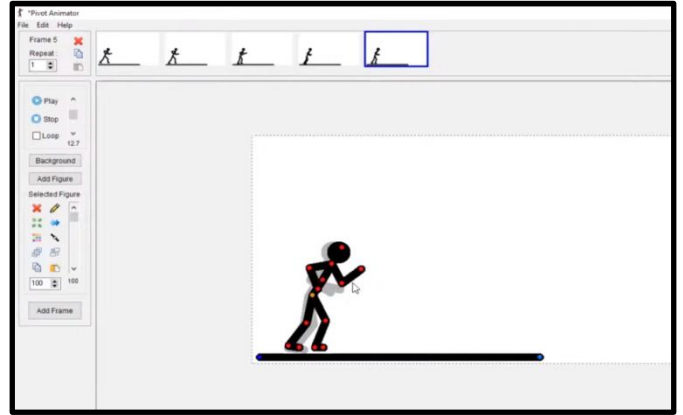 *Pivot Animator
File Edit Help
Frame 5
Repeat :
1
Play
Stop
Loop
12.7
Background
Add Figure
Selected Figure
100 100
Add Frame